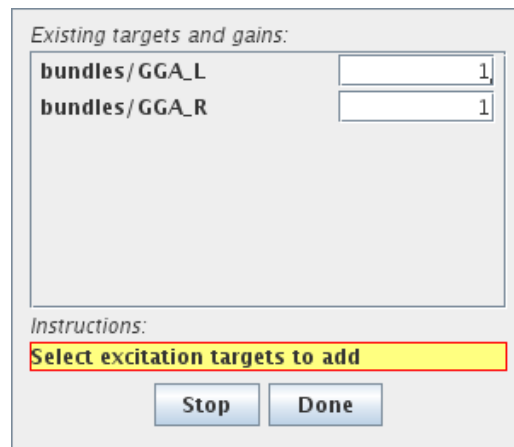 Existing targets and gains:
bundles/GGA_L 1
bundles/GGA_R 1
Instructions:
Select excitation targets to add
Stop Done